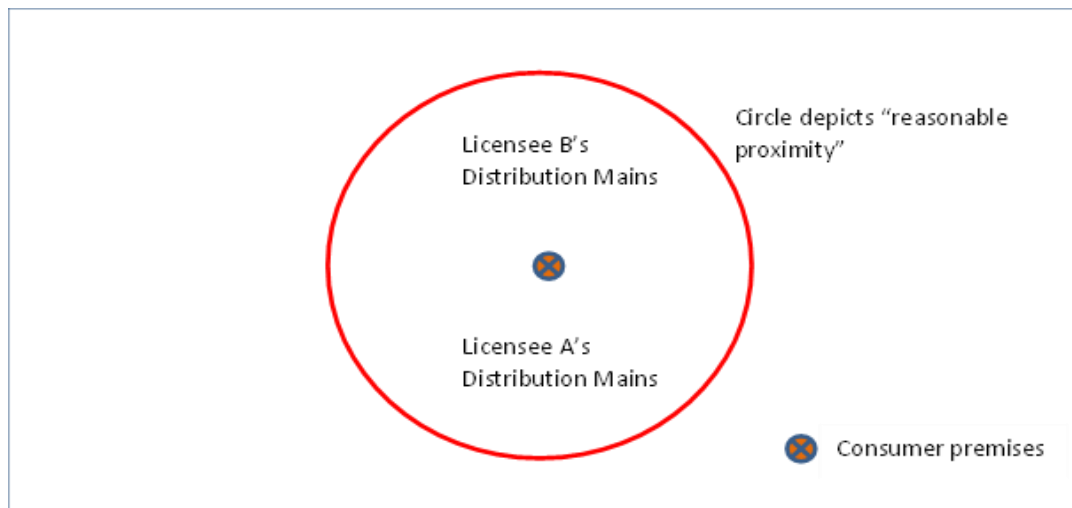 Licensee B’s
Distribution Mains
Circle depicts “reasonable
proximity”
Licensee A’s
Distribution Mains
Consumer premises